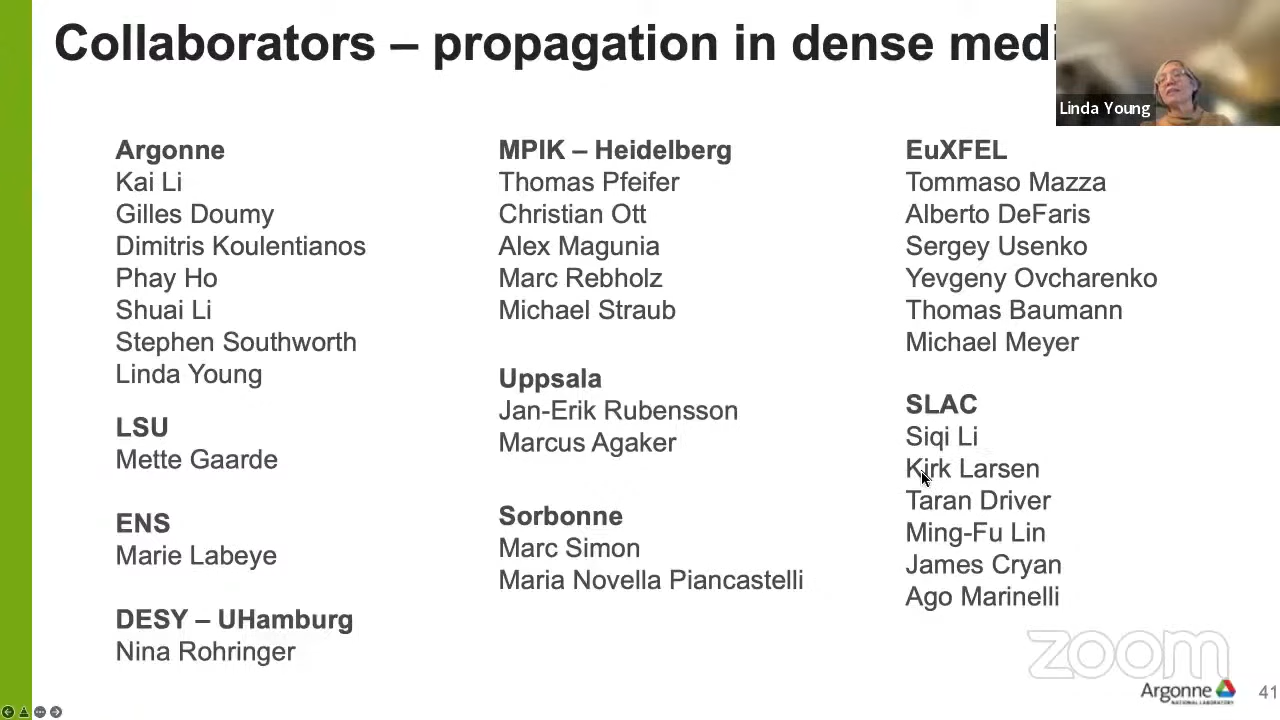 Collaborators – propagation in dense medi
Linda Young
Argonne
Kai Li
Gilles Doumy
Dimitris Koulentianos
Phay Ho
Shuai Li
Stephen Southworth
Linda Young
LSU
Mette Gaarde
ENS
Marie Labeye
DESY – UHamburg
Nina Rohringer
MPIK – Heidelberg
Thomas Pfeifer
Christian Ott
Alex Magunia
Marc Rebholz
Michael Straub
Uppsala
Jan-Erik Rubensson
Marcus Agaker
Sorbonne
Marc Simon
Maria Novella Piancastelli
EuXFEL
Tommaso Mazza
Alberto DeFaris
Sergey Usenko
Yevgeny Ovcharenko
Thomas Baumann
Michael Meyer
SLAC
Siqi Li
Kirk Larsen
Taran Driver
Ming-Fu Lin
James Cryan
Ago Marinelli
zoom
Argonne
NATIONAL LABORATORY
41